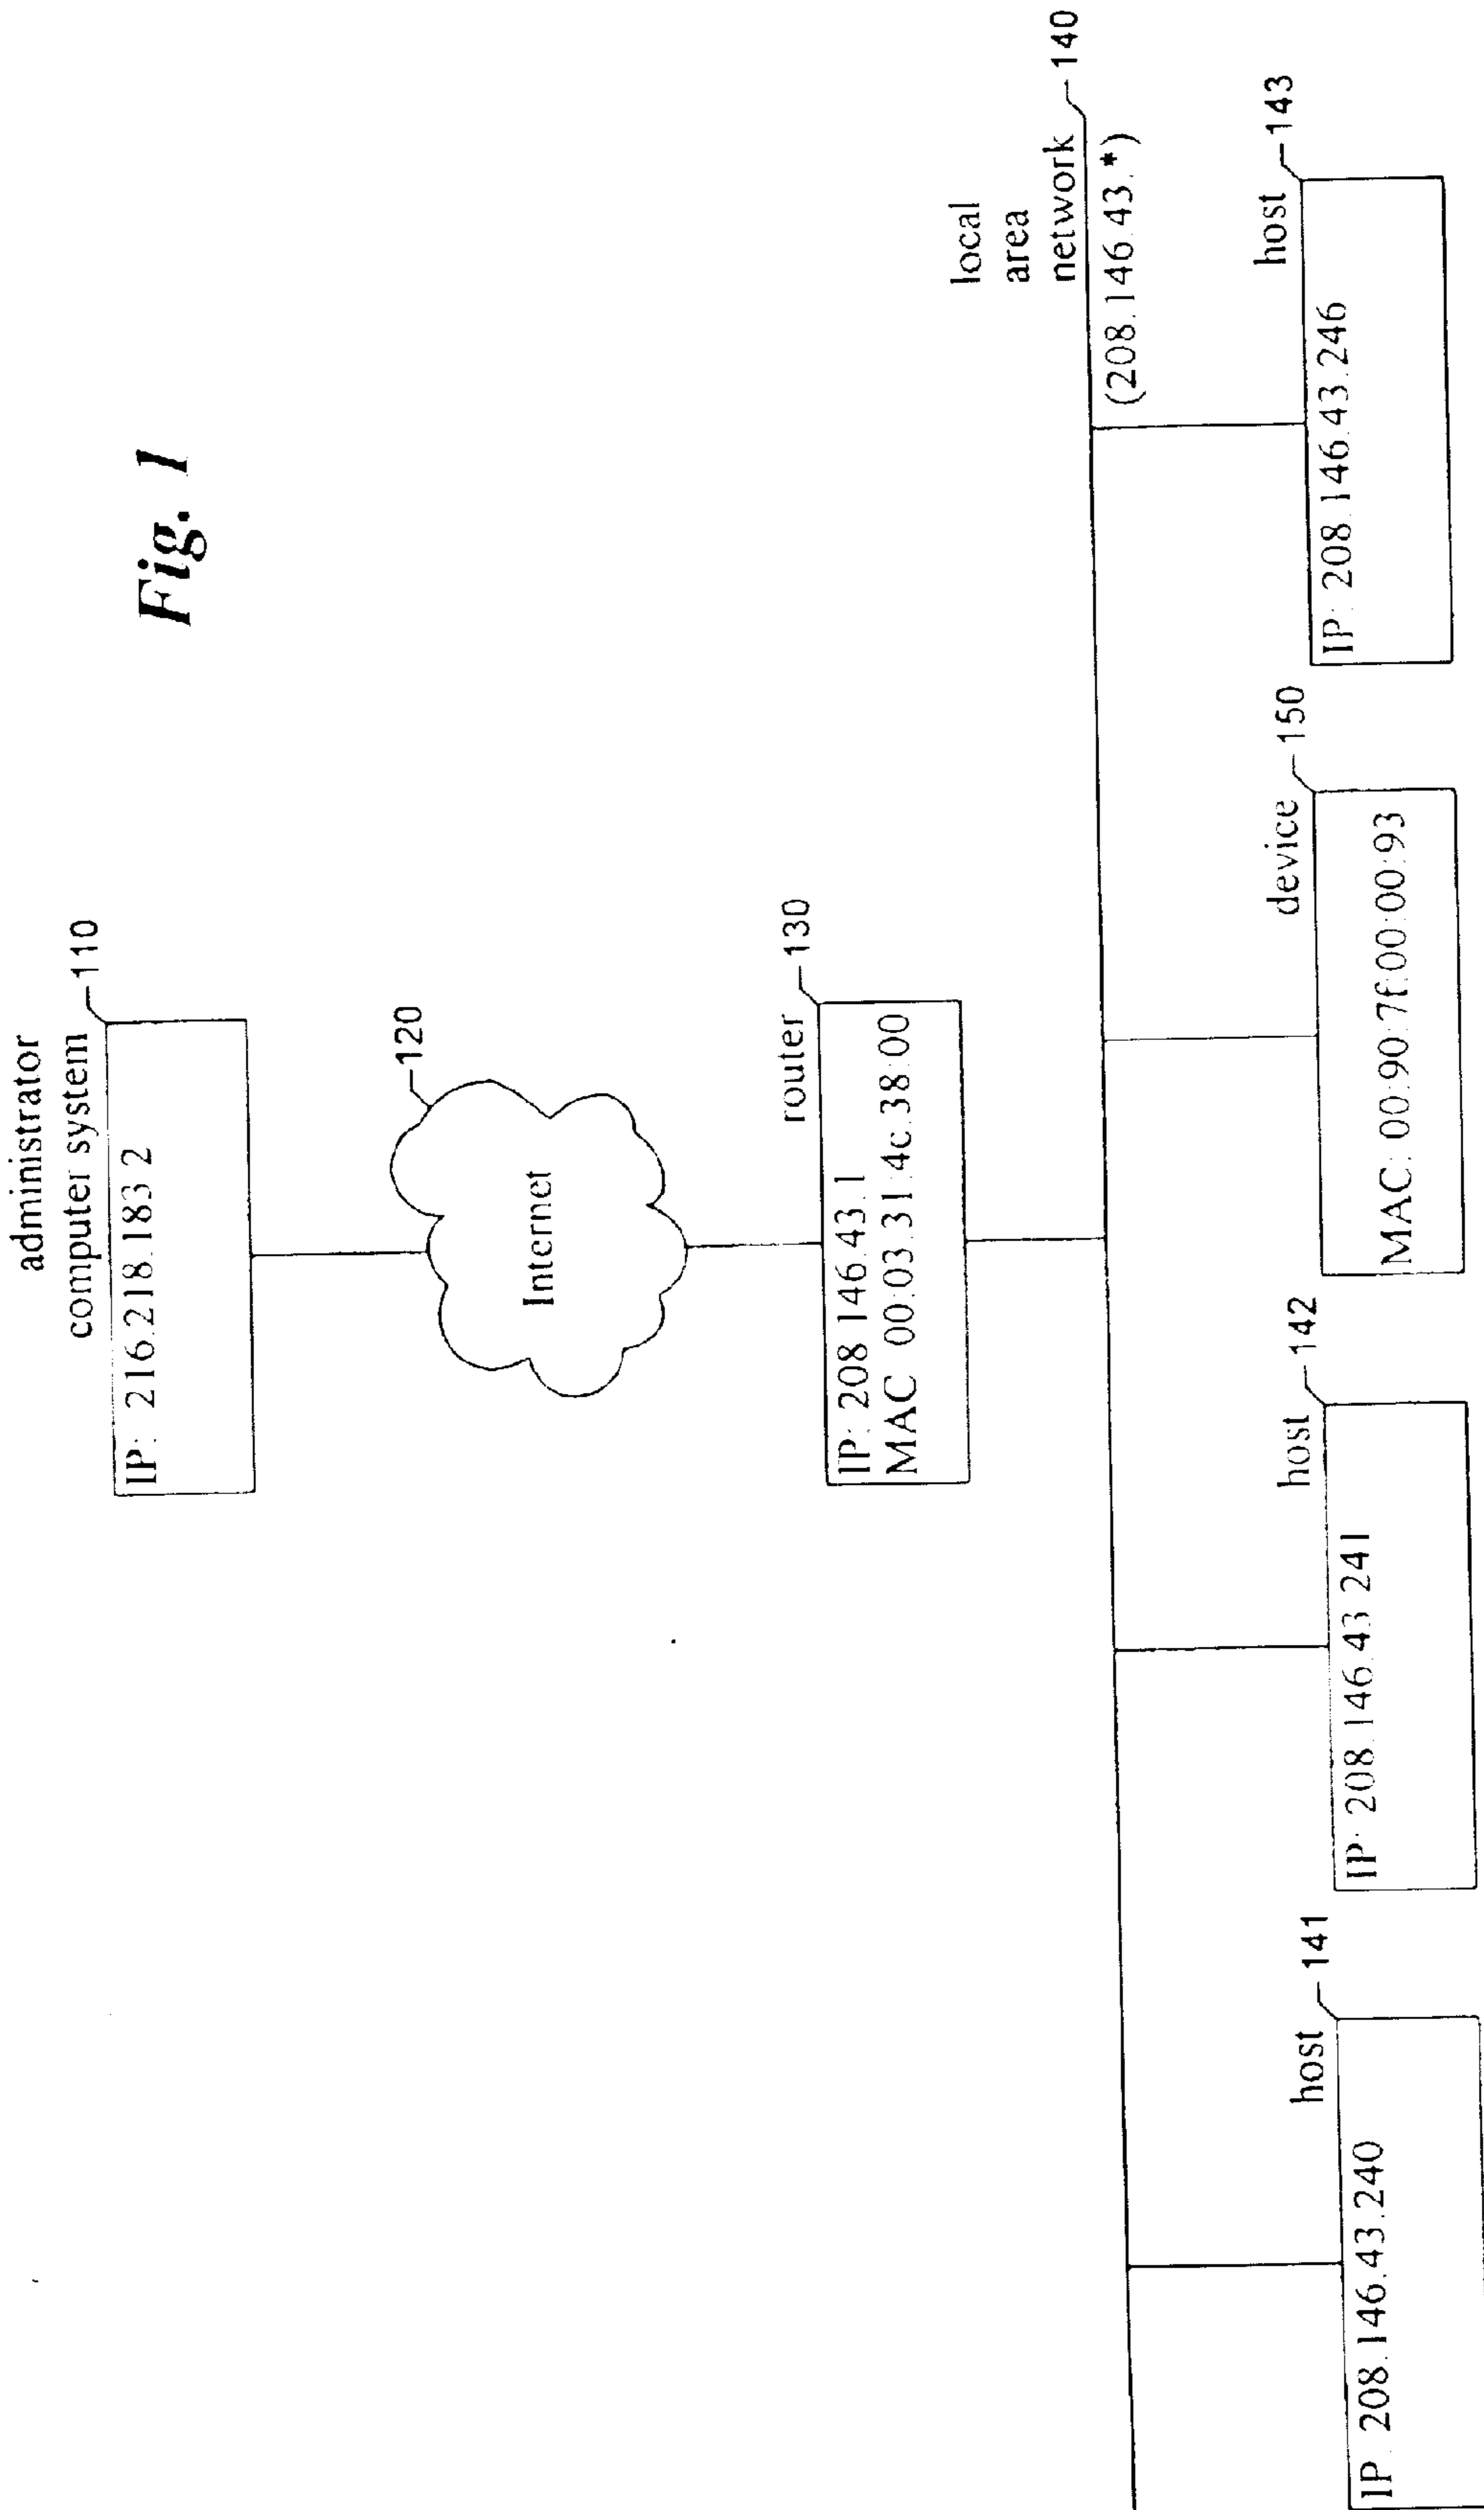 Fig. 1
administrator
computer system 110
IP: 216.218.183.2
120
Internet
router 130
IP: 208.146.43.1
MAC 00:03:31:4c:38:00
local
area
network 140
(208.146.43.*)
host 141
IP: 208.146.43.240
host 142
IP: 208.146.43.241
device 150
MAC: 00:90:7f:00:00:93
host 143
IP: 208.146.43.246